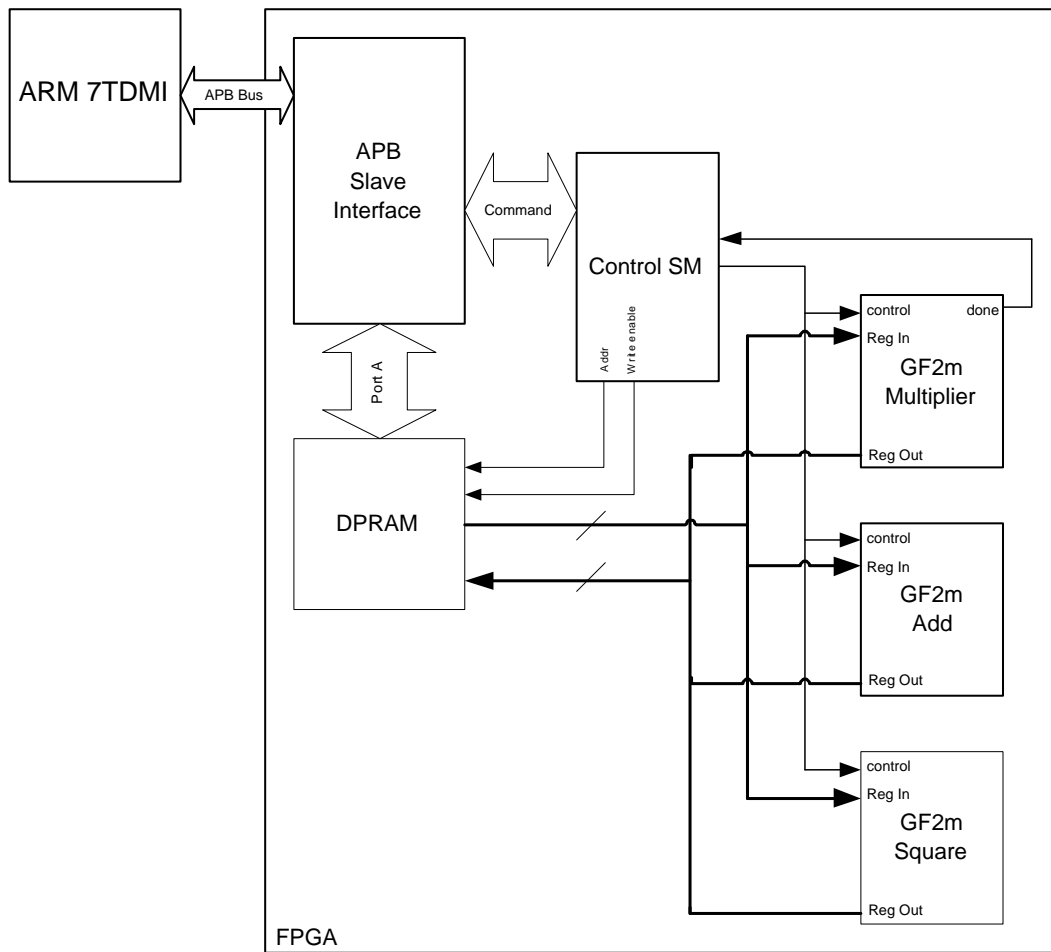 ARM 7TDMI
APB Bus
APB
Slave
Interface
Command
Control SM
Addr
Write enable
Port A
DPRAM
control
done
Reg In
GF2m
Multiplier
Reg Out
control
Reg In
GF2m
Add
Reg Out
control
Reg In
GF2m
Square
Reg Out
FPGA